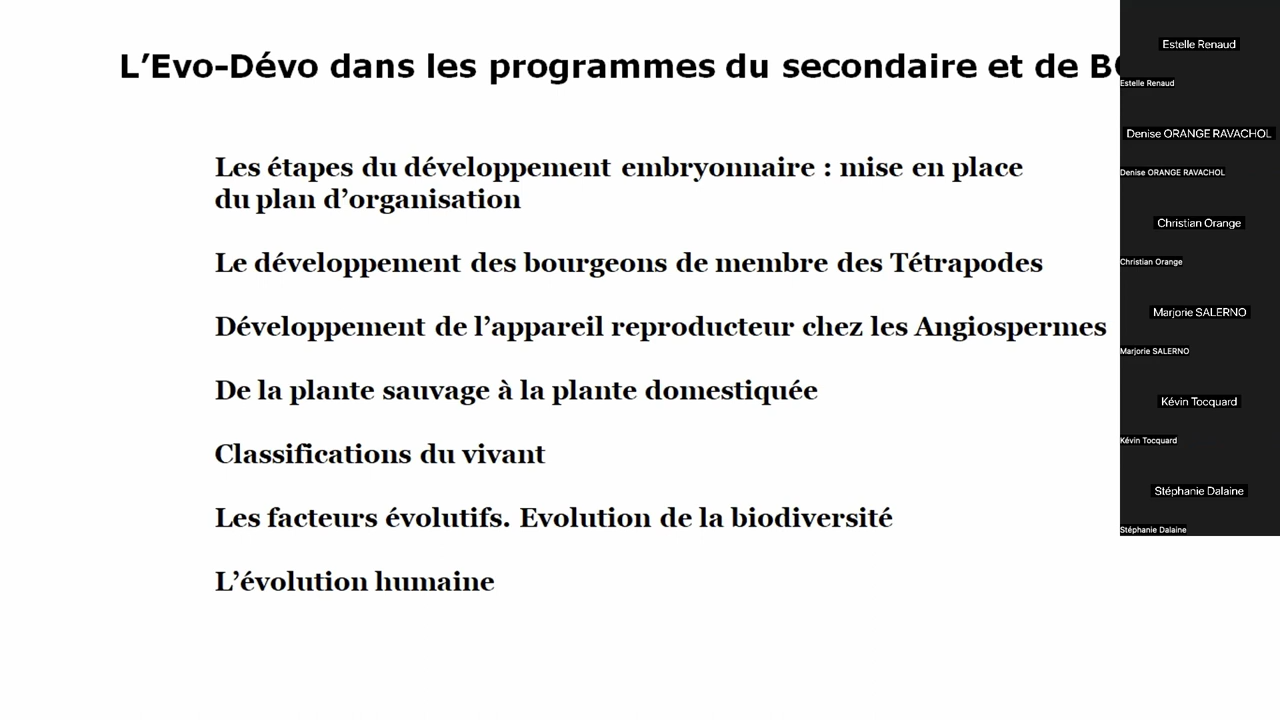 L’Evo-Dévo dans les programmes du secondaire et de
Les étapes du développement embryonnaire : mise en place
du plan d’organisation
Le développement des bourgeons de membre des Tétrapodes
Développement de l’appareil reproducteur chez les Angiospermes
De la plante sauvage à la plante domestiquée
Classifications du vivant
Les facteurs évolutifs. Evolution de la biodiversité
L’évolution humaine
Estelle Renaud
Estelle Renaud
Denise ORANGE RAVACHOL
Denise ORANGE RAVACHOL
Christian Orange
Christian Orange
Marjorie SALERNO
Marjorie SALERNO
Kévin Tocquard
Kévin Tocquard
Stéphanie Dalaine
Stéphanie Dalaine